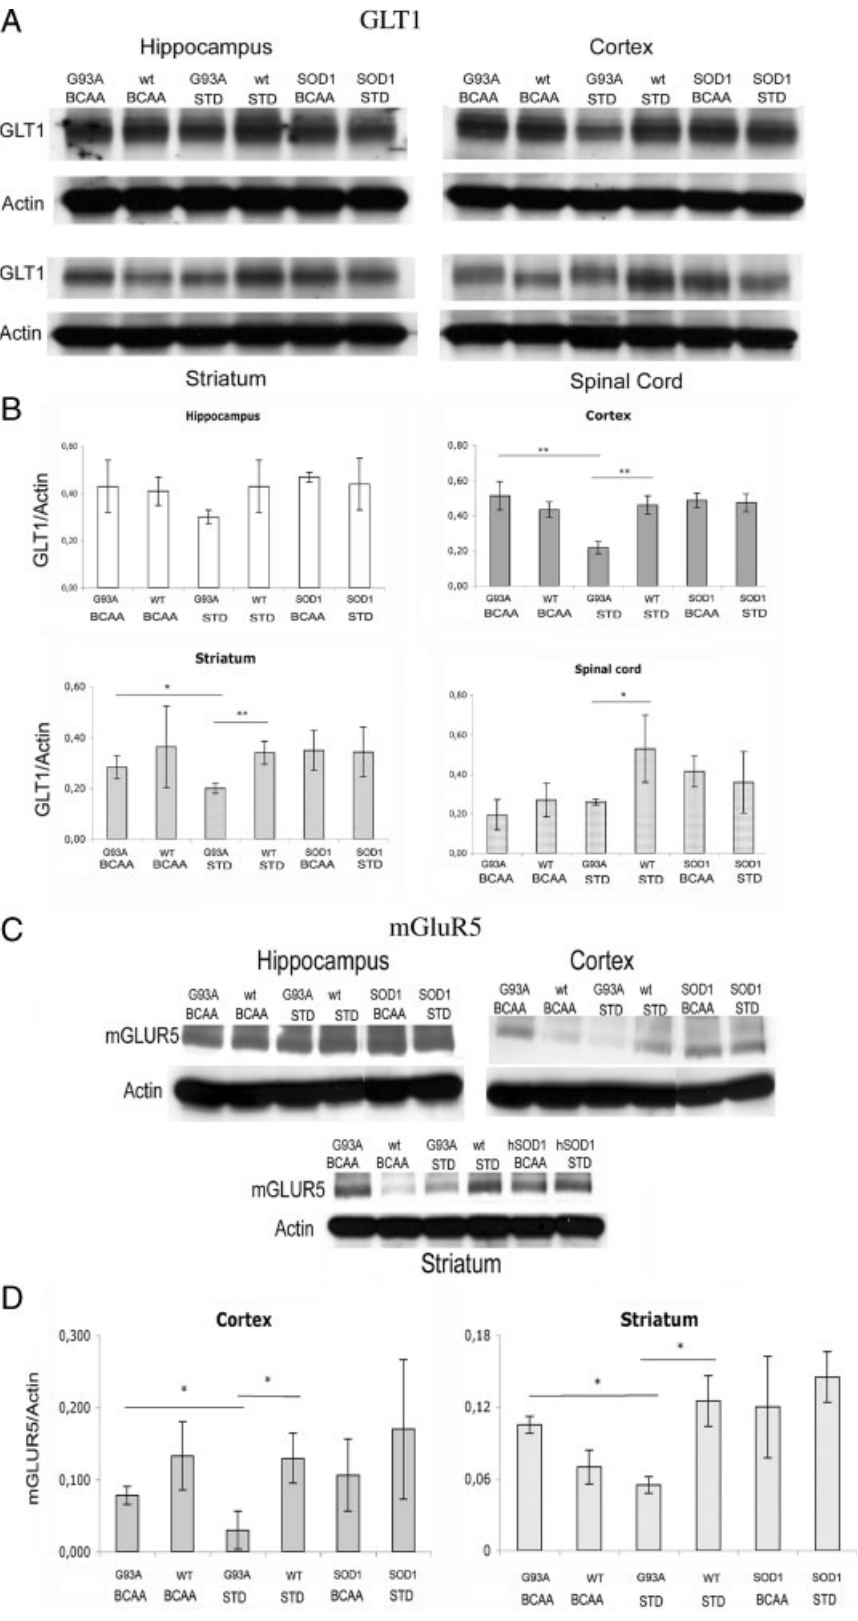 A
GLT1
Hippocampus
Cortex
G93A wt G93A wt SOD1 SOD1
BCAA BCAA STD STD BCAA STD
G93A wt G93A wt SOD1 SOD1
BCAA BCAA STD STD BCAA STD
GLT1
Actin
GLT1
Actin
Striatum
Spinal Cord
B
Hippocampus
GLT1/Actin
0,60
0,40
0,20
0,00
G93A WT G93A WT SOD1 SOD1
BCAA BCAA STD STD BCAA STD
Cortex
0,80
0,60
0,40
0,20
0,00
** **
G93A WT G93A WT SOD1 SOD1
BCAA BCAA STD STD BCAA STD
Striatum
GLT1/Actin
0,60
0,40
0,20
0,00
* **
G93A WT G93A WT SOD1 SOD1
BCAA BCAA STD STD BCAA STD
Spinal cord
0,80
0,60
0,40
0,20
0,00
*
G93A WT G93A WT SOD1 SOD1
BCAA BCAA STD STD BCAA STD
C
mGluR5
Hippocampus
Cortex
G93A wt G93A wt SOD1 SOD1
BCAA BCAA STD STD BCAA STD
G93A wt G93A wt SOD1 SOD1
BCAA BCAA STD STD BCAA STD
mGLUR5
Actin
G93A wt G93A wt hSOD1 hSOD1
BCAA BCAA STD STD BCAA STD
mGLUR5
Actin
Striatum
D
Cortex
mGLUR5/Actin
0,300
0,200
0,100
0,000
* *
G93A WT G93A WT SOD1 SOD1
BCAA BCAA STD STD BCAA STD
Striatum
0,18
0,12
0,06
0
* *
G93A WT G93A WT SOD1 SOD1
BCAA BCAA STD STD BCAA STD